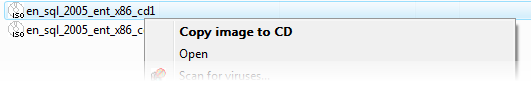 en_sql_2005_ent_x86_cd1
en_sql_2005_ent_x86_c
Copy image to CD
Open
Scan for viruses...